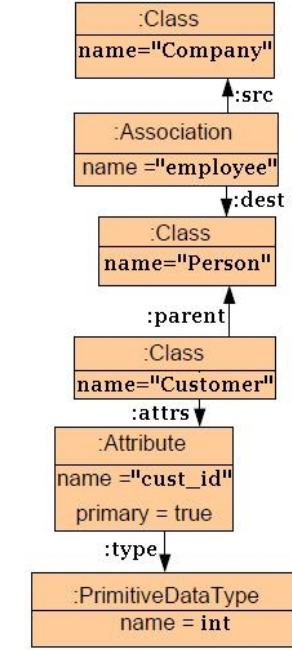 :Class
name="Company"
:src
:Association
name ="employee"
:dest
:Class
name="Person"
:parent
:Class
name="Customer"
:attrs
:Attribute
name ="cust_id"
primary = true
:type
:PrimitiveDataType
name = int